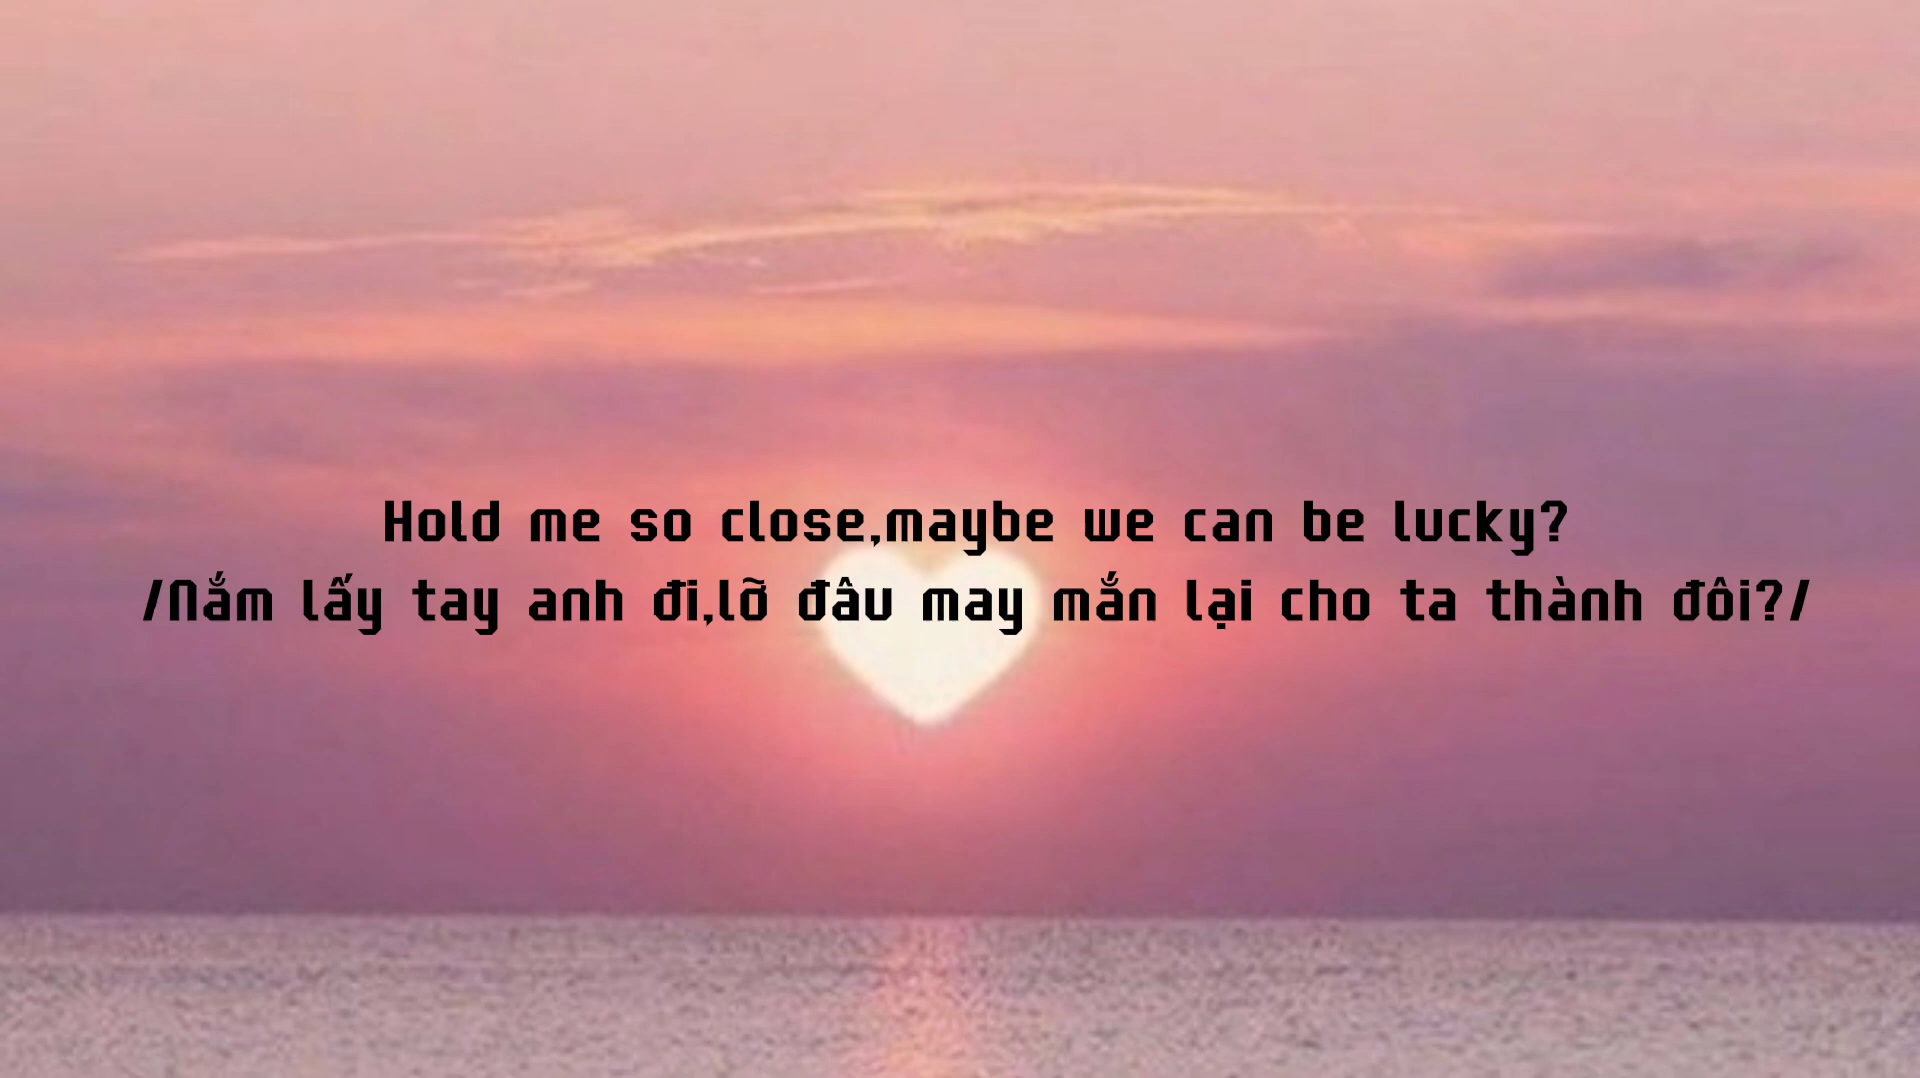 Hold me so close,maybe we can be lucky?
/Nắm lấy tay anh đi,lỡ đâu may mắn lại cho ta thành đôi?/